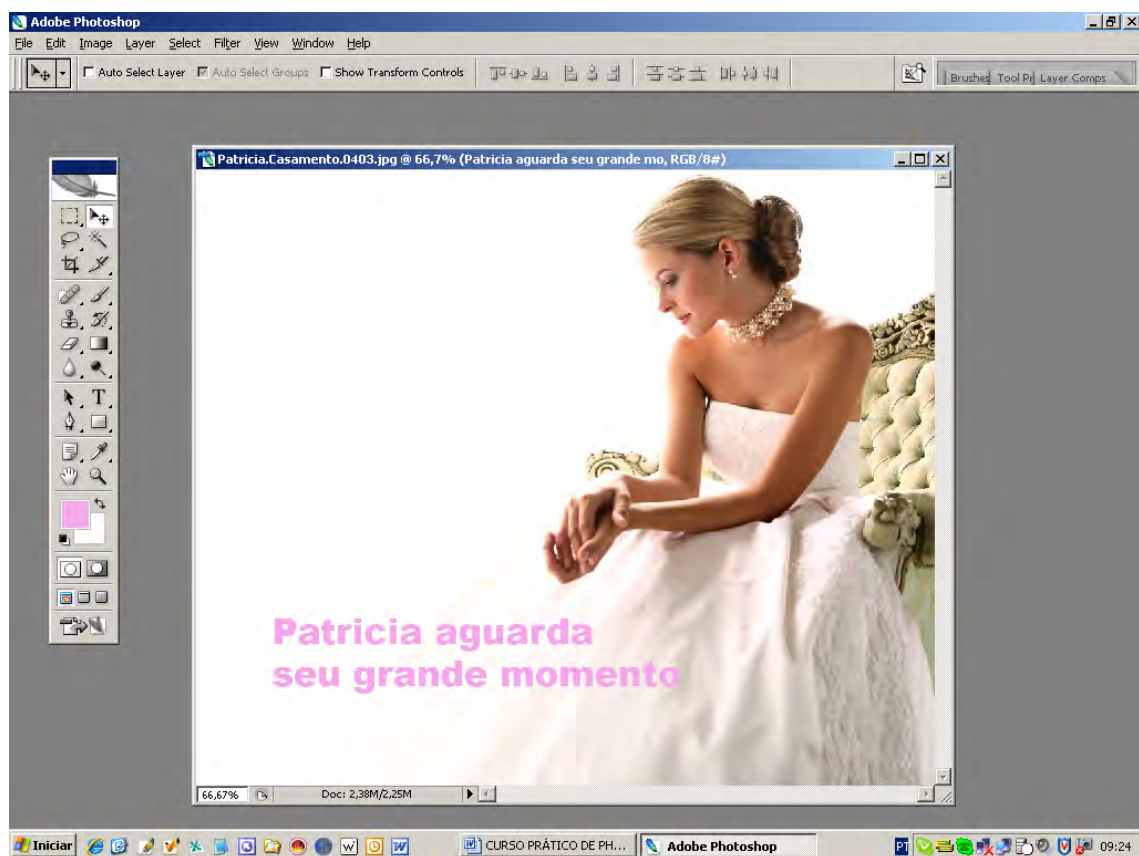 Adobe Photoshop
File Edit Image Layer Select Filter View Window Help
Auto Select Layer Auto Select Groups Show Transform Controls
Brushes Tool Pr Layer Comps
Patricia.Casamento.0403.jpg @ 66,7% (Patricia aguarda seu grande mo, RGB/8#)
Patricia aguarda
seu grande momento
66,67% Doc: 2,38M/2,25M
Iniciar CURSO PRÁTICO DE PH... Adobe Photoshop PT 09:24